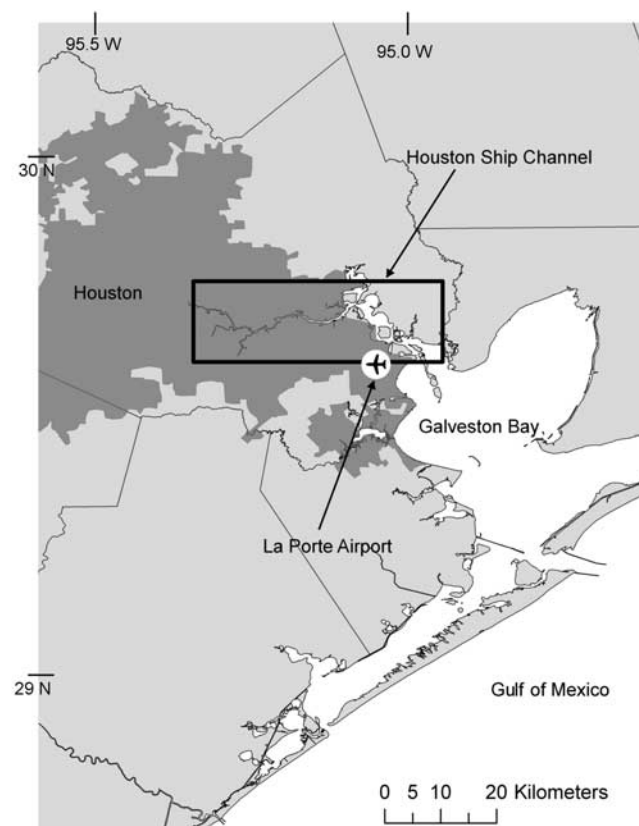 95.5 W
95.0 W
30 N
Houston Ship Channel
Houston
Galveston Bay
La Porte Airport
29 N
Gulf of Mexico
0 5 10 20 Kilometers